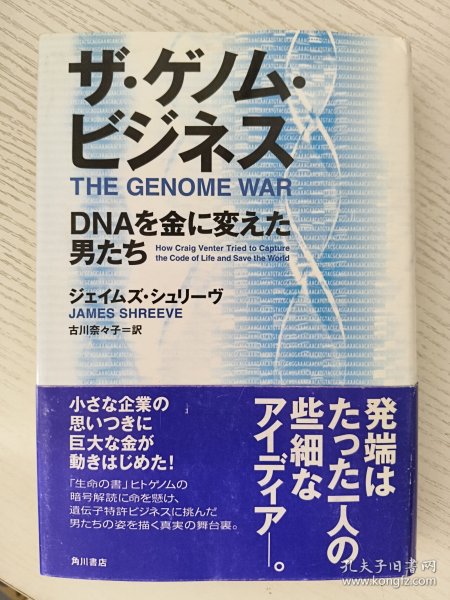 ザ・ゲノム・
ビジネス
THE GENOME WAR
DNAを金に変えた
男たち
How Craig Venter Tried to Capture
the Code of Life and Save the World
ジェイムズ・シュリーヴ
JAMES SHREEVE
古川奈々子=訳
発端は
たった一人の
些細な
アイディア―。
小さな企業の
思いつきに
巨大な金が
動きはじめた!
「生命の書」ヒトゲノムの
暗号解読に命を懸け、
遺伝子特許ビジネスに挑んだ
男たちの姿を描く真実の舞台裏。
角川書店
孔夫子旧书网
www.kongfz.com